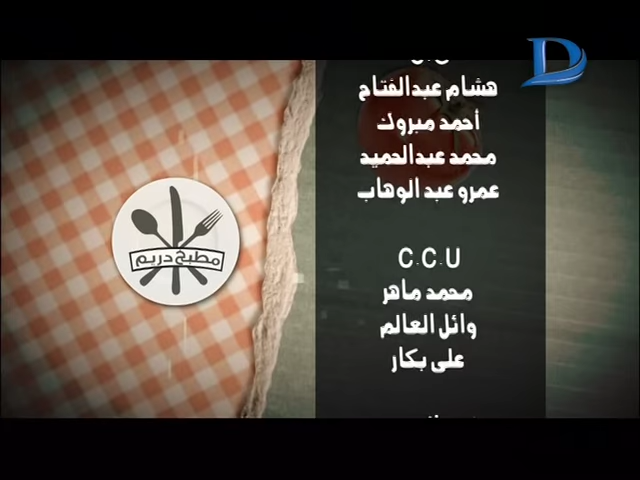 هشام عبدالفتاح
أحمد مبروك
محمد عبدالحميد
عمرو عبد الوهاب
C.C.U
محمد ماهر
وائل العالم
على بكار
مطبخ دريم
D